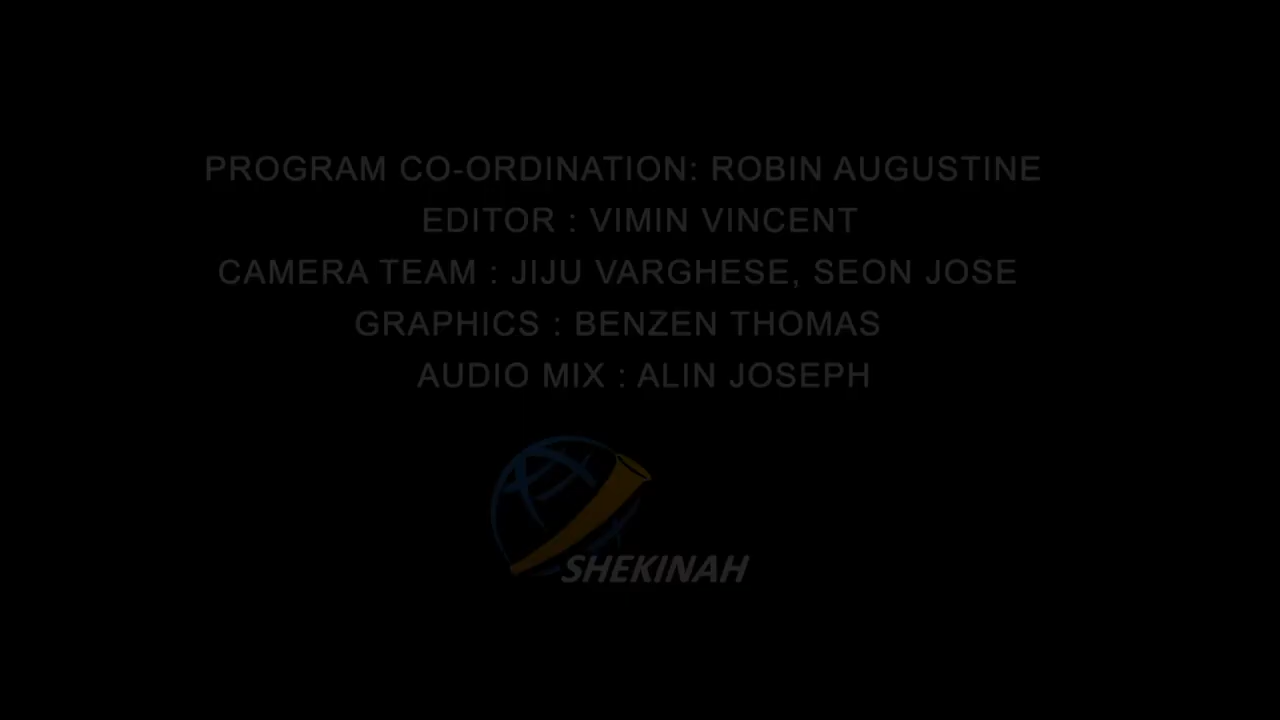 PROGRAM CO-ORDINATION: ROBIN AUGUSTINE
EDITOR : VIMIN VINCENT
CAMERA TEAM : JIJU VARGHESE, SEON JOSE
GRAPHICS : BENZEN THOMAS
AUDIO MIX : ALIN JOSEPH
SHEKINAH